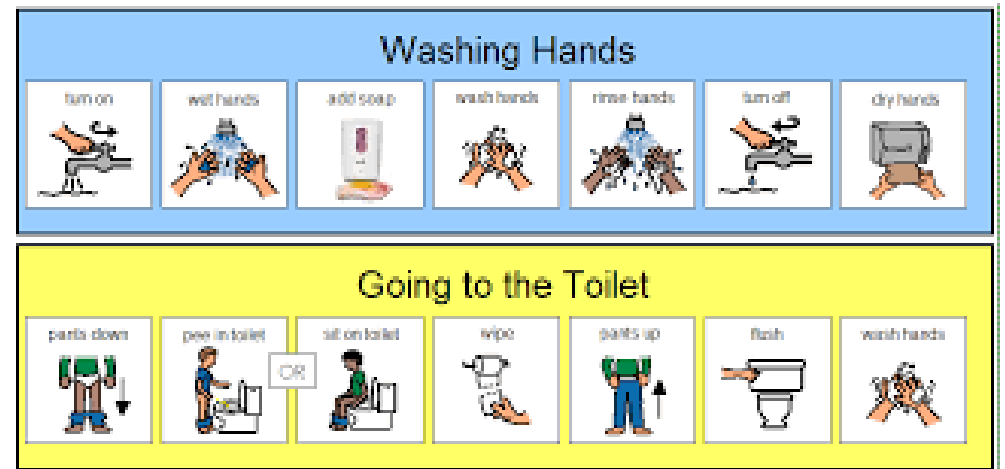 Washing Hands
turn on wet hands add soap wash hands rinse hands turn off dry hands
Going to the Toilet
pants down pee in toilet sit on toilet wipe pants up flush wash hands
OR